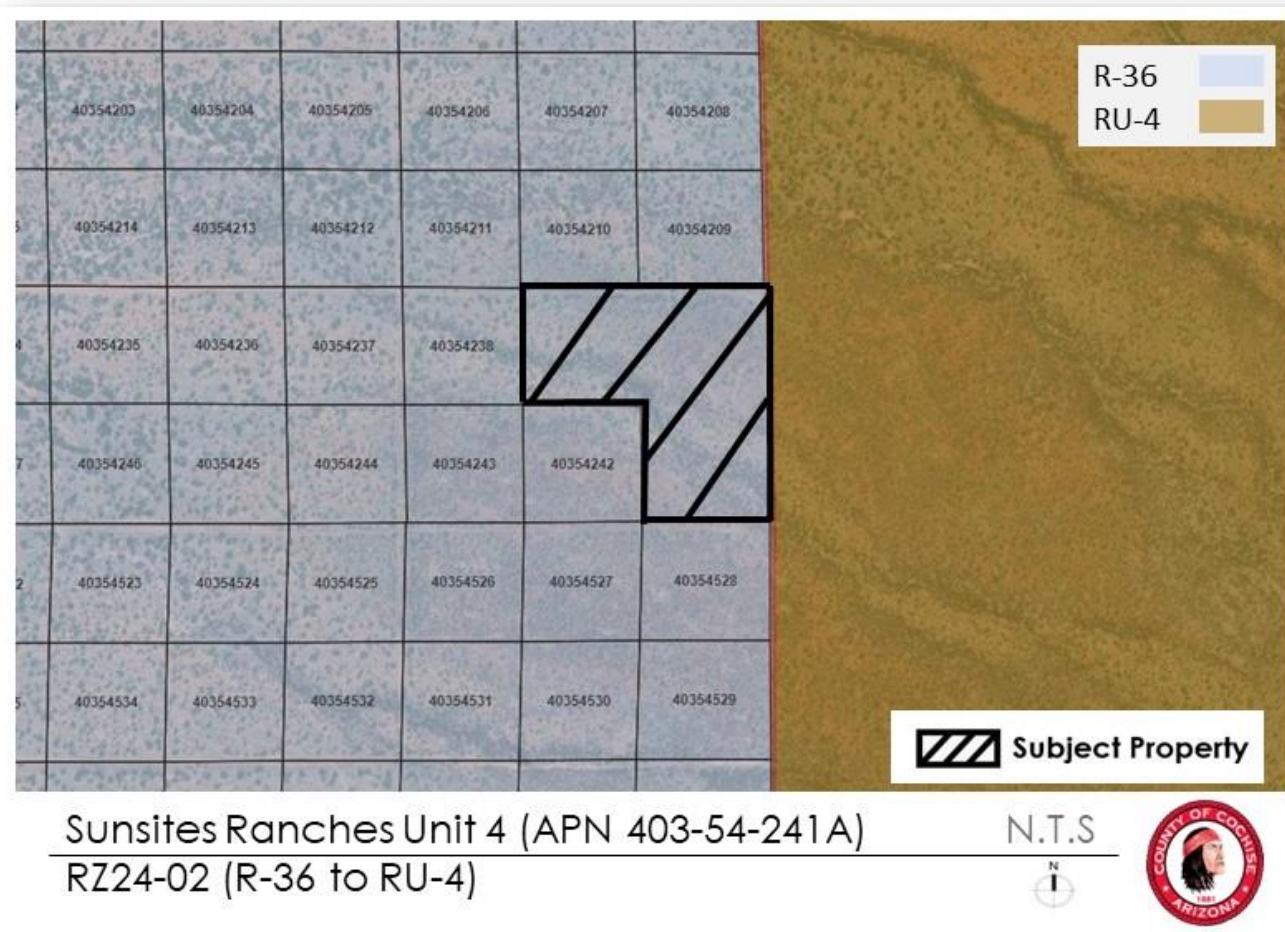 R-36
RU-4
40354203 40354204 40354205 40354206 40354207 40354208
40354214 40354213 40354212 40354211 40354210 40354209
40354235 40354236 40354237 40354238
40354246 40354245 40354244 40354243 40354242
40354523 40354524 40354525 40354526 40354527 40354528
40354534 40354533 40354532 40354531 40354530 40354529
Subject Property
Sunsites Ranches Unit 4 (APN 403-54-241A)
RZ24-02 (R-36 to RU-4)
N.T.S
N
COUNTY OF COCHISE
1881
ARIZONA